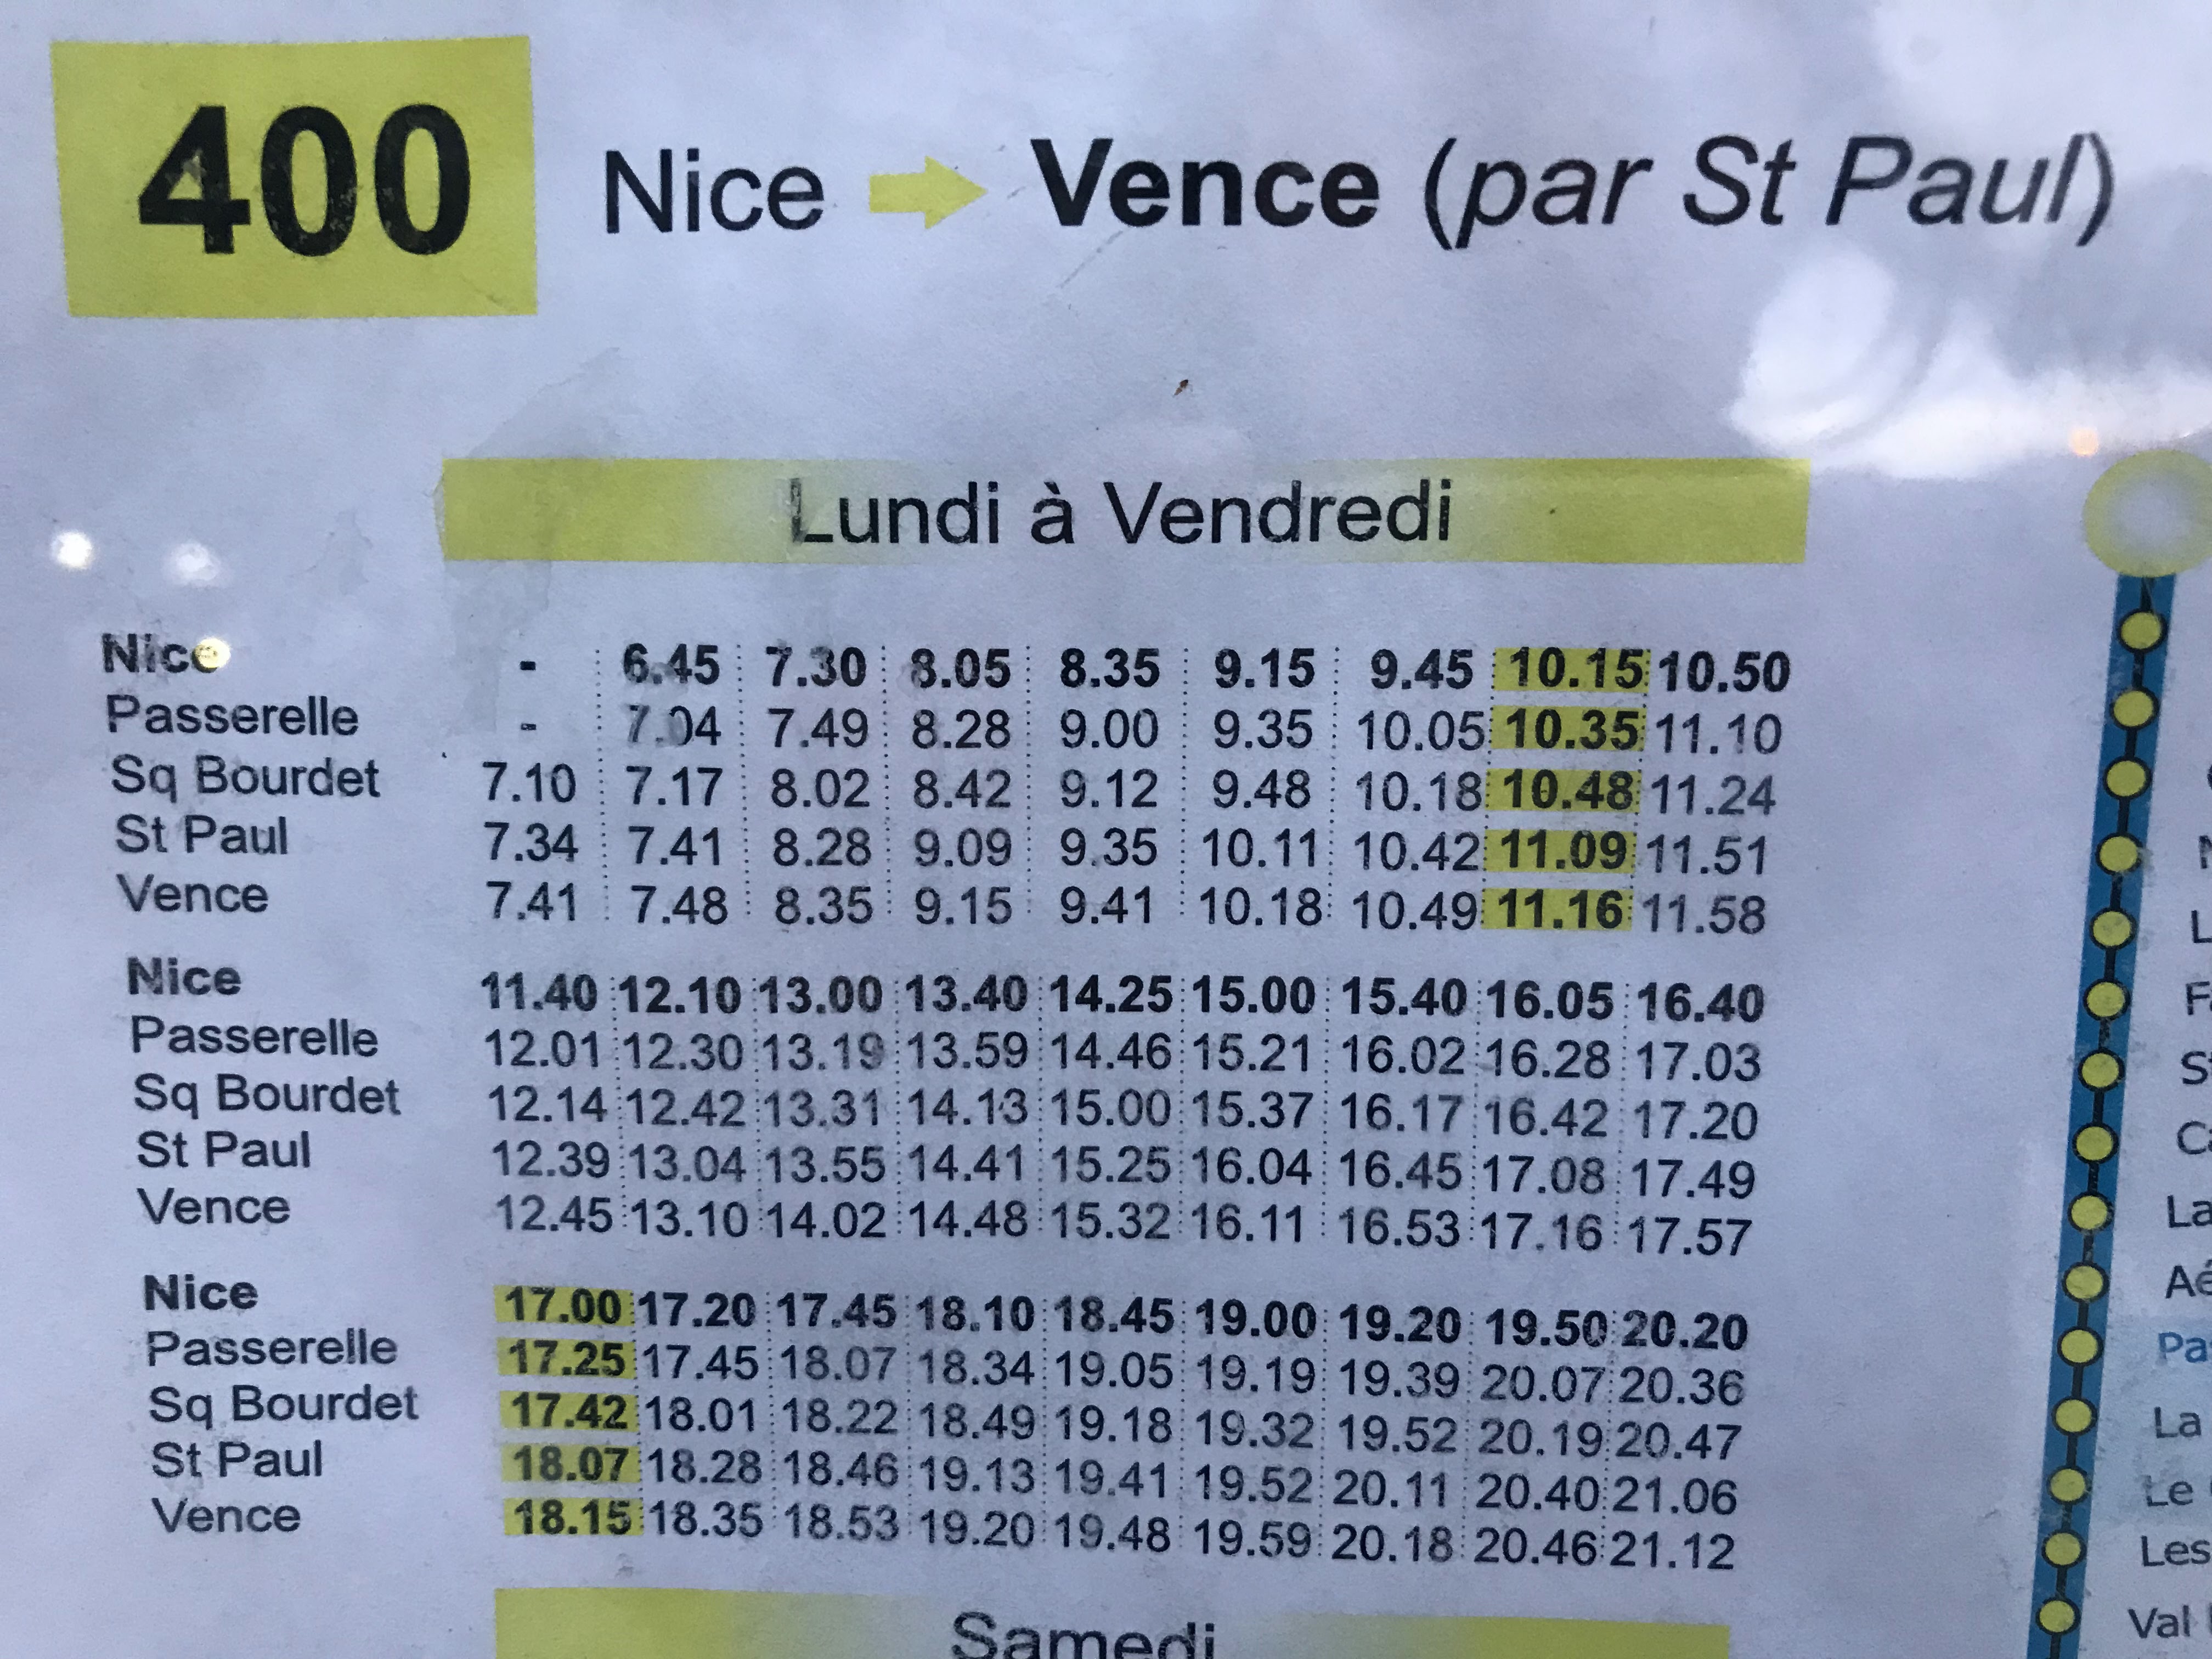 400 Nice Vence (par St Paul)
Lundi à Vendredi
Nice - 6.45 7.30 8.05 8.35 9.15 9.45 10.15 10.50
Passerelle - 7.04 7.49 8.28 9.00 9.35 10.05 10.35 11.10
Sq Bourdet 7.10 7.17 8.02 8.42 9.12 9.48 10.18 10.48 11.24
St Paul 7.34 7.41 8.28 9.09 9.35 10.11 10.42 11.09 11.51
Vence 7.41 7.48 8.35 9.15 9.41 10.18 10.49 11.16 11.58
Nice 11.40 12.10 13.00 13.40 14.25 15.00 15.40 16.05 16.40
Passerelle 12.01 12.30 13.19 13.59 14.46 15.21 16.02 16.28 17.03
Sq Bourdet 12.14 12.42 13.31 14.13 15.00 15.37 16.17 16.42 17.20
St Paul 12.39 13.04 13.55 14.41 15.25 16.04 16.45 17.08 17.49
Vence 12.45 13.10 14.02 14.48 15.32 16.11 16.53 17.16 17.57
Nice 17.00 17.20 17.45 18.10 18.45 19.00 19.20 19.50 20.20
Passerelle 17.25 17.45 18.07 18.34 19.05 19.19 19.39 20.07 20.36
Sq Bourdet 17.42 18.01 18.22 18.49 19.18 19.32 19.52 20.19 20.47
St Paul 18.07 18.28 18.46 19.13 19.41 19.52 20.11 20.40 21.06
Vence 18.15 18.35 18.53 19.20 19.48 19.59 20.18 20.46 21.12
Samedi
La
La
Le
Les
Val